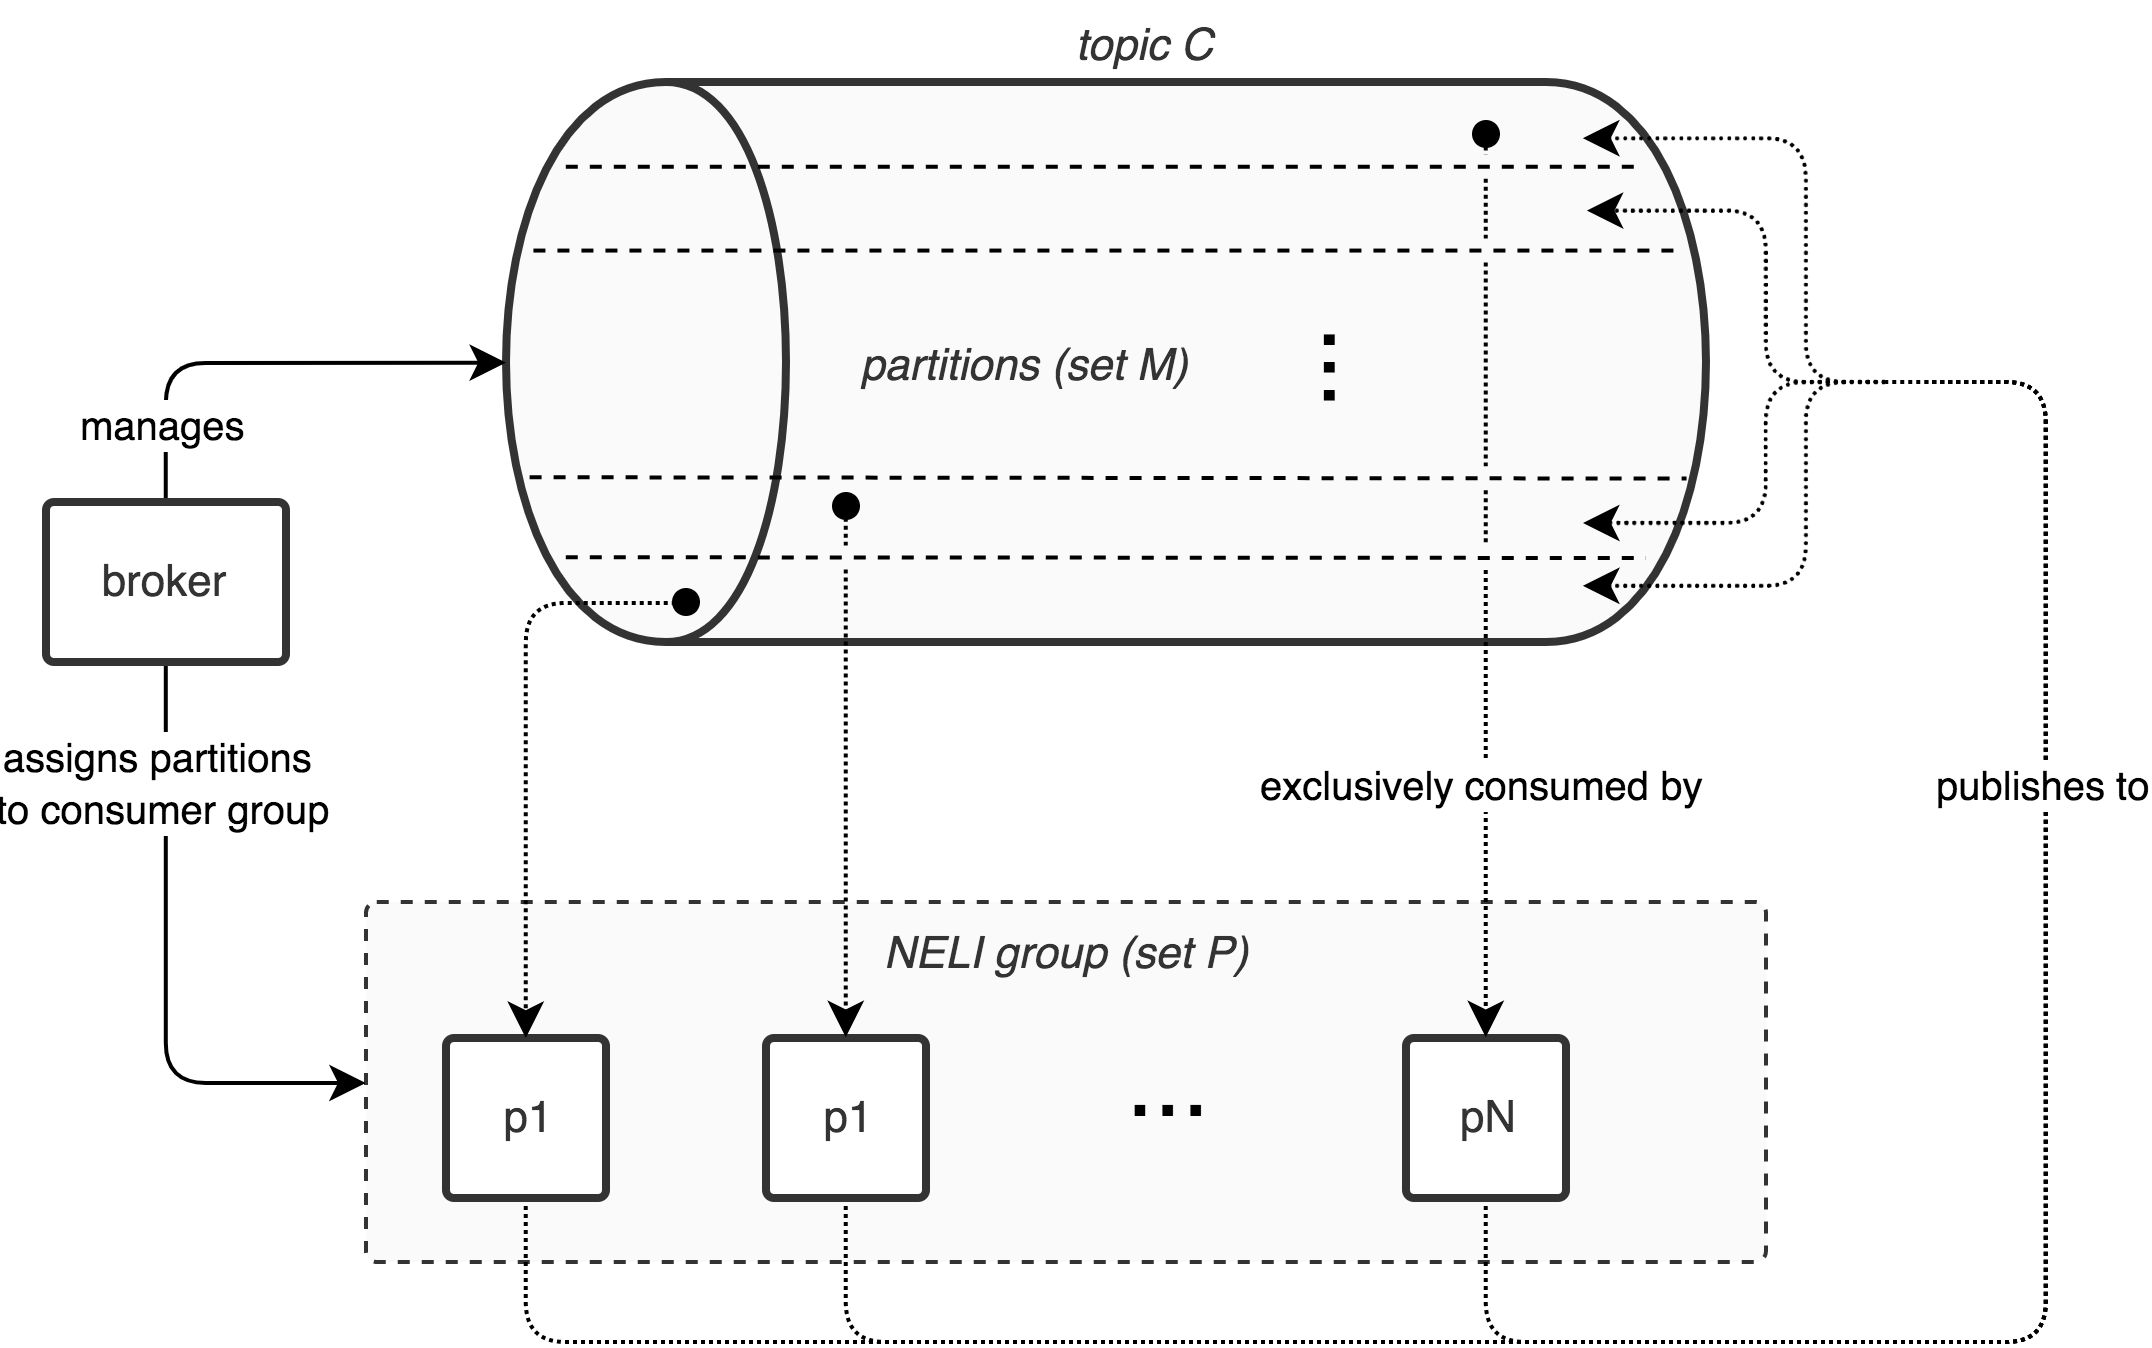 topic C
partitions (set M)
manages
broker
assigns partitions
to consumer group
exclusively consumed by
publishes to
NELI group (set P)
p1
p1
...
pN